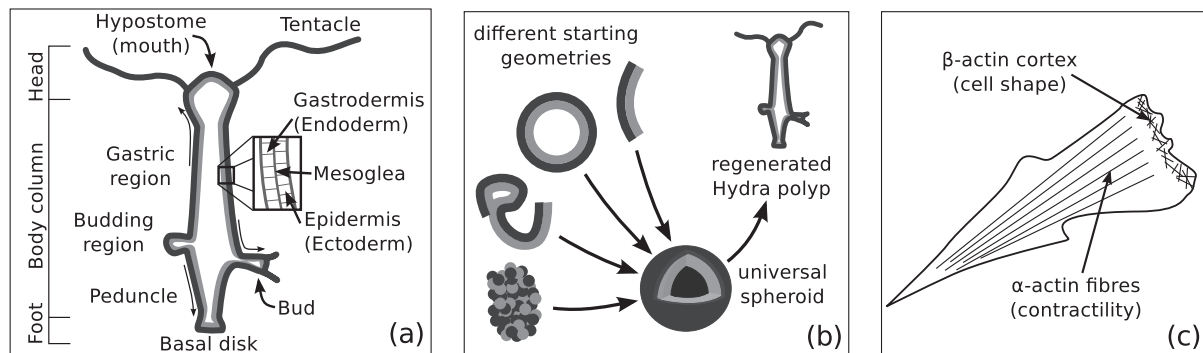 Hypostome
(mouth)
Tentacle
Head
Gastrodermis
(Endoderm)
Gastric
region
Mesoglea
Body column
Budding
region
Epidermis
(Ectoderm)
Peduncle
Bud
Foot
Basal disk
(a)
different starting
geometries
regenerated
Hydra polyp
universal
spheroid
(b)
β-actin cortex
(cell shape)
α-actin fibres
(contractility)
(c)